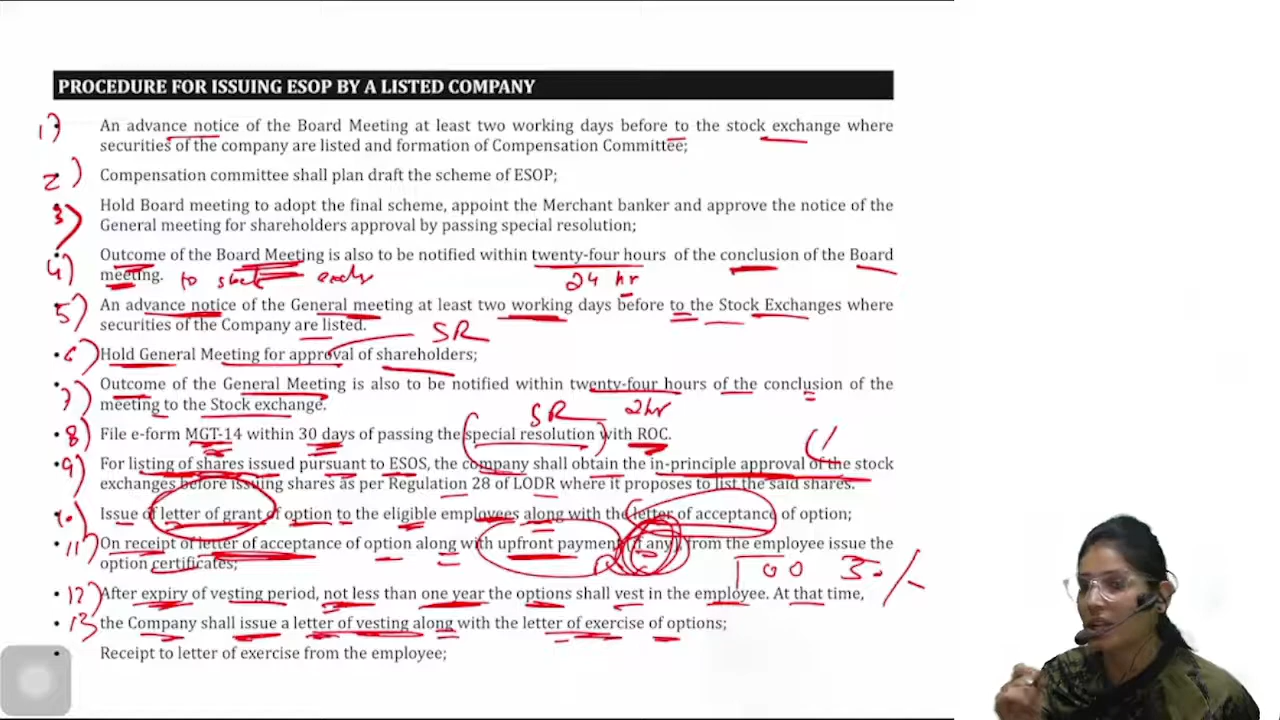 PROCEDURE FOR ISSUING ESOP BY A LISTED COMPANY
1) An advance notice of the Board Meeting at least two working days before to the stock exchange where
securities of the company are listed and formation of Compensation Committee;
2) Compensation committee shall plan draft the scheme of ESOP;
3) Hold Board meeting to adopt the final scheme, appoint the Merchant banker and approve the notice of the
General meeting for shareholders approval by passing special resolution;
4) Outcome of the Board Meeting is also to be notified within twenty-four hours of the conclusion of the Board
meeting. to 24 hr
5) An advance notice of the General meeting at least two working days before to the Stock Exchanges where
securities of the Company are listed.
SR
6) Hold General Meeting for approval of shareholders;
7) Outcome of the General Meeting is also to be notified within twenty-four hours of the conclusion of the
meeting to the Stock exchange.
SR
8) File e-form MGT-14 within 30 days of passing the special resolution with ROC.
9) For listing of shares issued pursuant to ESOS, the company shall obtain the in-principle approval of the stock
exchanges before issuing shares as per Regulation 28 of LODR where it proposes to list the said shares.
10) Issue of letter of grant of option to the eligible employees along with the letter of acceptance of option;
11) On receipt of letter of acceptance of option along with upfront payment if any, from the employee issue the
option certificates;
100
12) After expiry of vesting period, not less than one year the options shall vest in the employee. At that time,
13) the Company shall issue a letter of vesting along with the letter of exercise of options;
Receipt to letter of exercise from the employee;